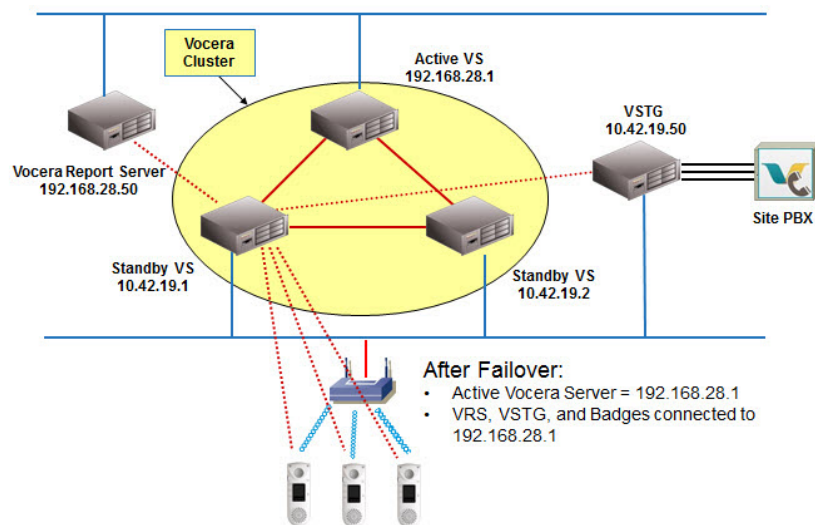 Vocera
Cluster
Active VS
192.168.28.1
VSTG
10.42.19.50
Vocera Report Server
192.168.28.50
Site PBX
Standby VS
10.42.19.1
Standby VS
10.42.19.2
After Failover:
• Active Vocera Server = 192.168.28.1
• VRS, VSTG, and Badges connected to
192.168.28.1